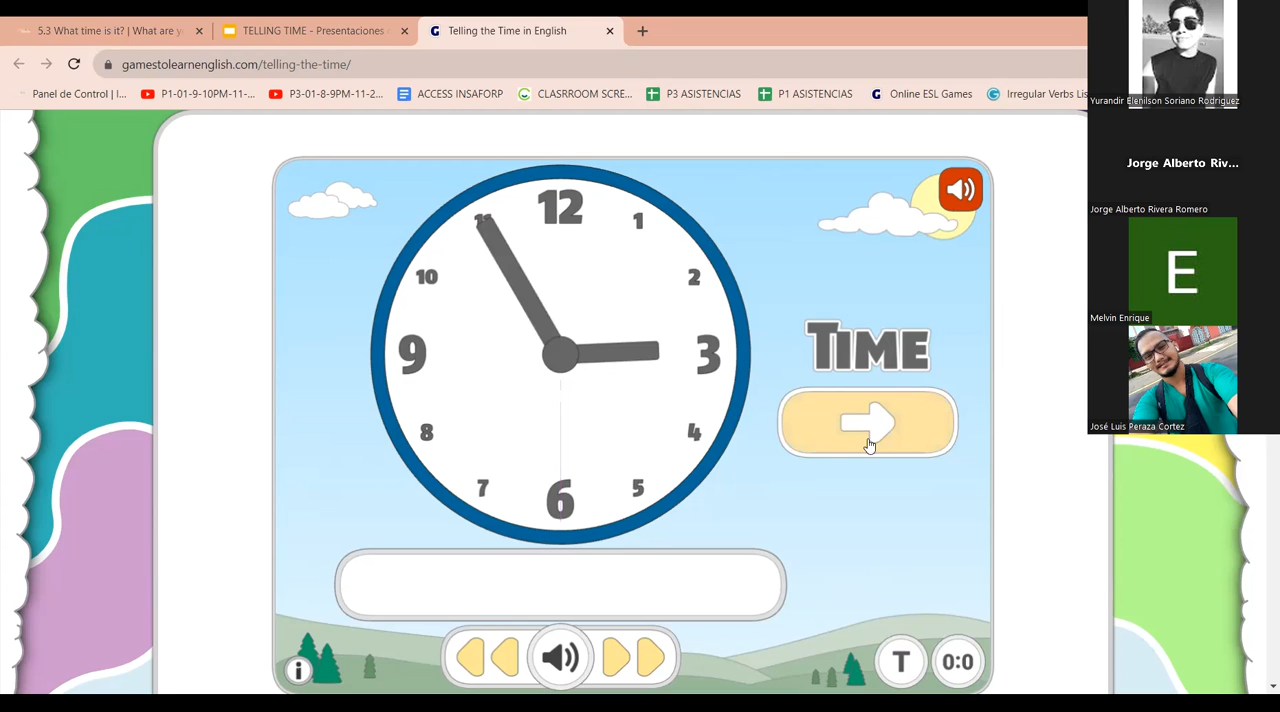 5.3 What time is it? | What are y
TELLING TIME - Presentaciones
G Telling the Time in English
gamestolearnenglish.com/telling-the-time/
Panel de Control | I...
P1-01-9-10PM-11-...
P3-01-8-9PM-11-2...
ACCESS INSAFORP
CLASRROOM SCRE...
P3 ASISTENCIAS
P1 ASISTENCIAS
G Online ESL Games
Irregular Verbs Lis
Yurandir Elenilson Soriano Rodriguez
Jorge Alberto Riv...
Jorge Alberto Rivera Romero
E
Melvin Enrique
José Luis Peraza Cortez
12
11
1
10
2
9
3
8
4
7
5
6
TIME
i
T
0:0